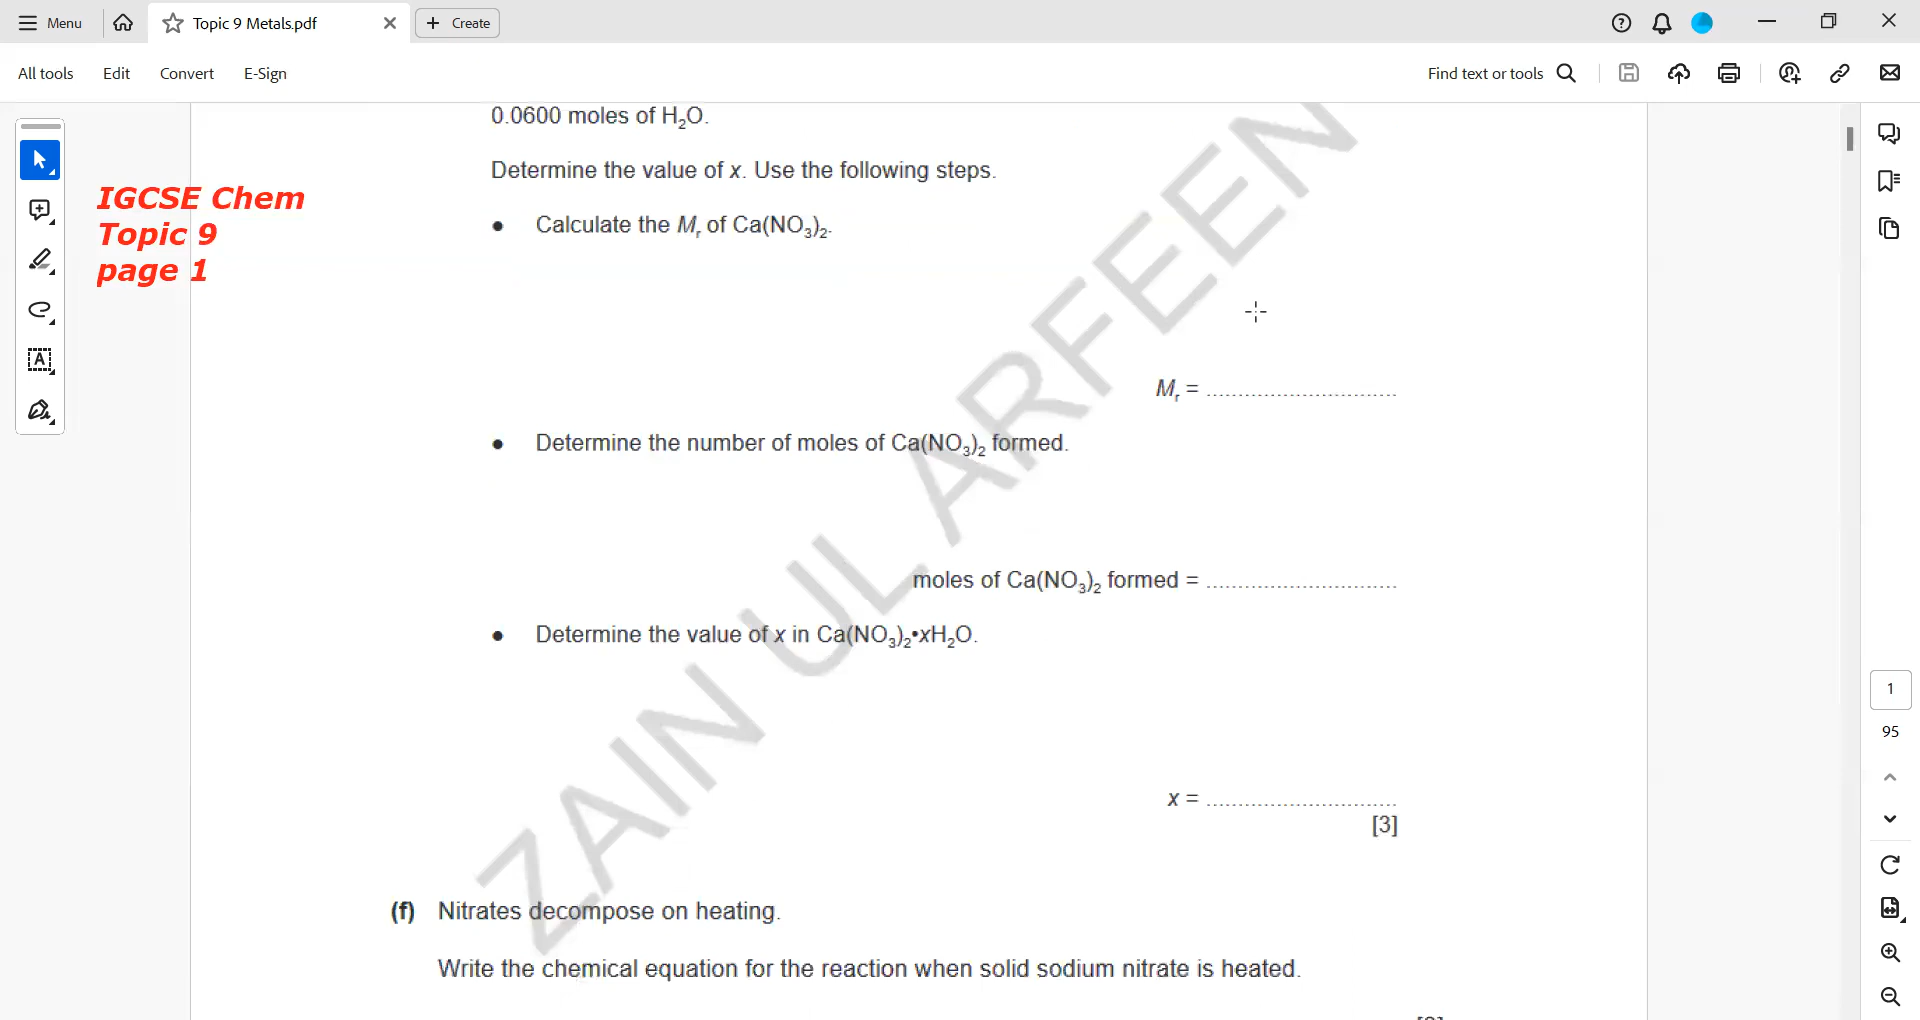 Menu
Topic 9 Metals.pdf
Create
All tools
Edit
Convert
E-Sign
Find text or tools
IGCSE Chem
Topic 9
page 1
0.0600 moles of H₂O.
Determine the value of x. Use the following steps.
• Calculate the Mᵣ of Ca(NO₃)₂.
Mᵣ = ..............................
• Determine the number of moles of Ca(NO₃)₂ formed.
moles of Ca(NO₃)₂ formed = ..............................
• Determine the value of x in Ca(NO₃)₂•xH₂O.
x = ..............................
[3]
(f) Nitrates decompose on heating.
Write the chemical equation for the reaction when solid sodium nitrate is heated.
ZAIN UL ARFEEN
1
95